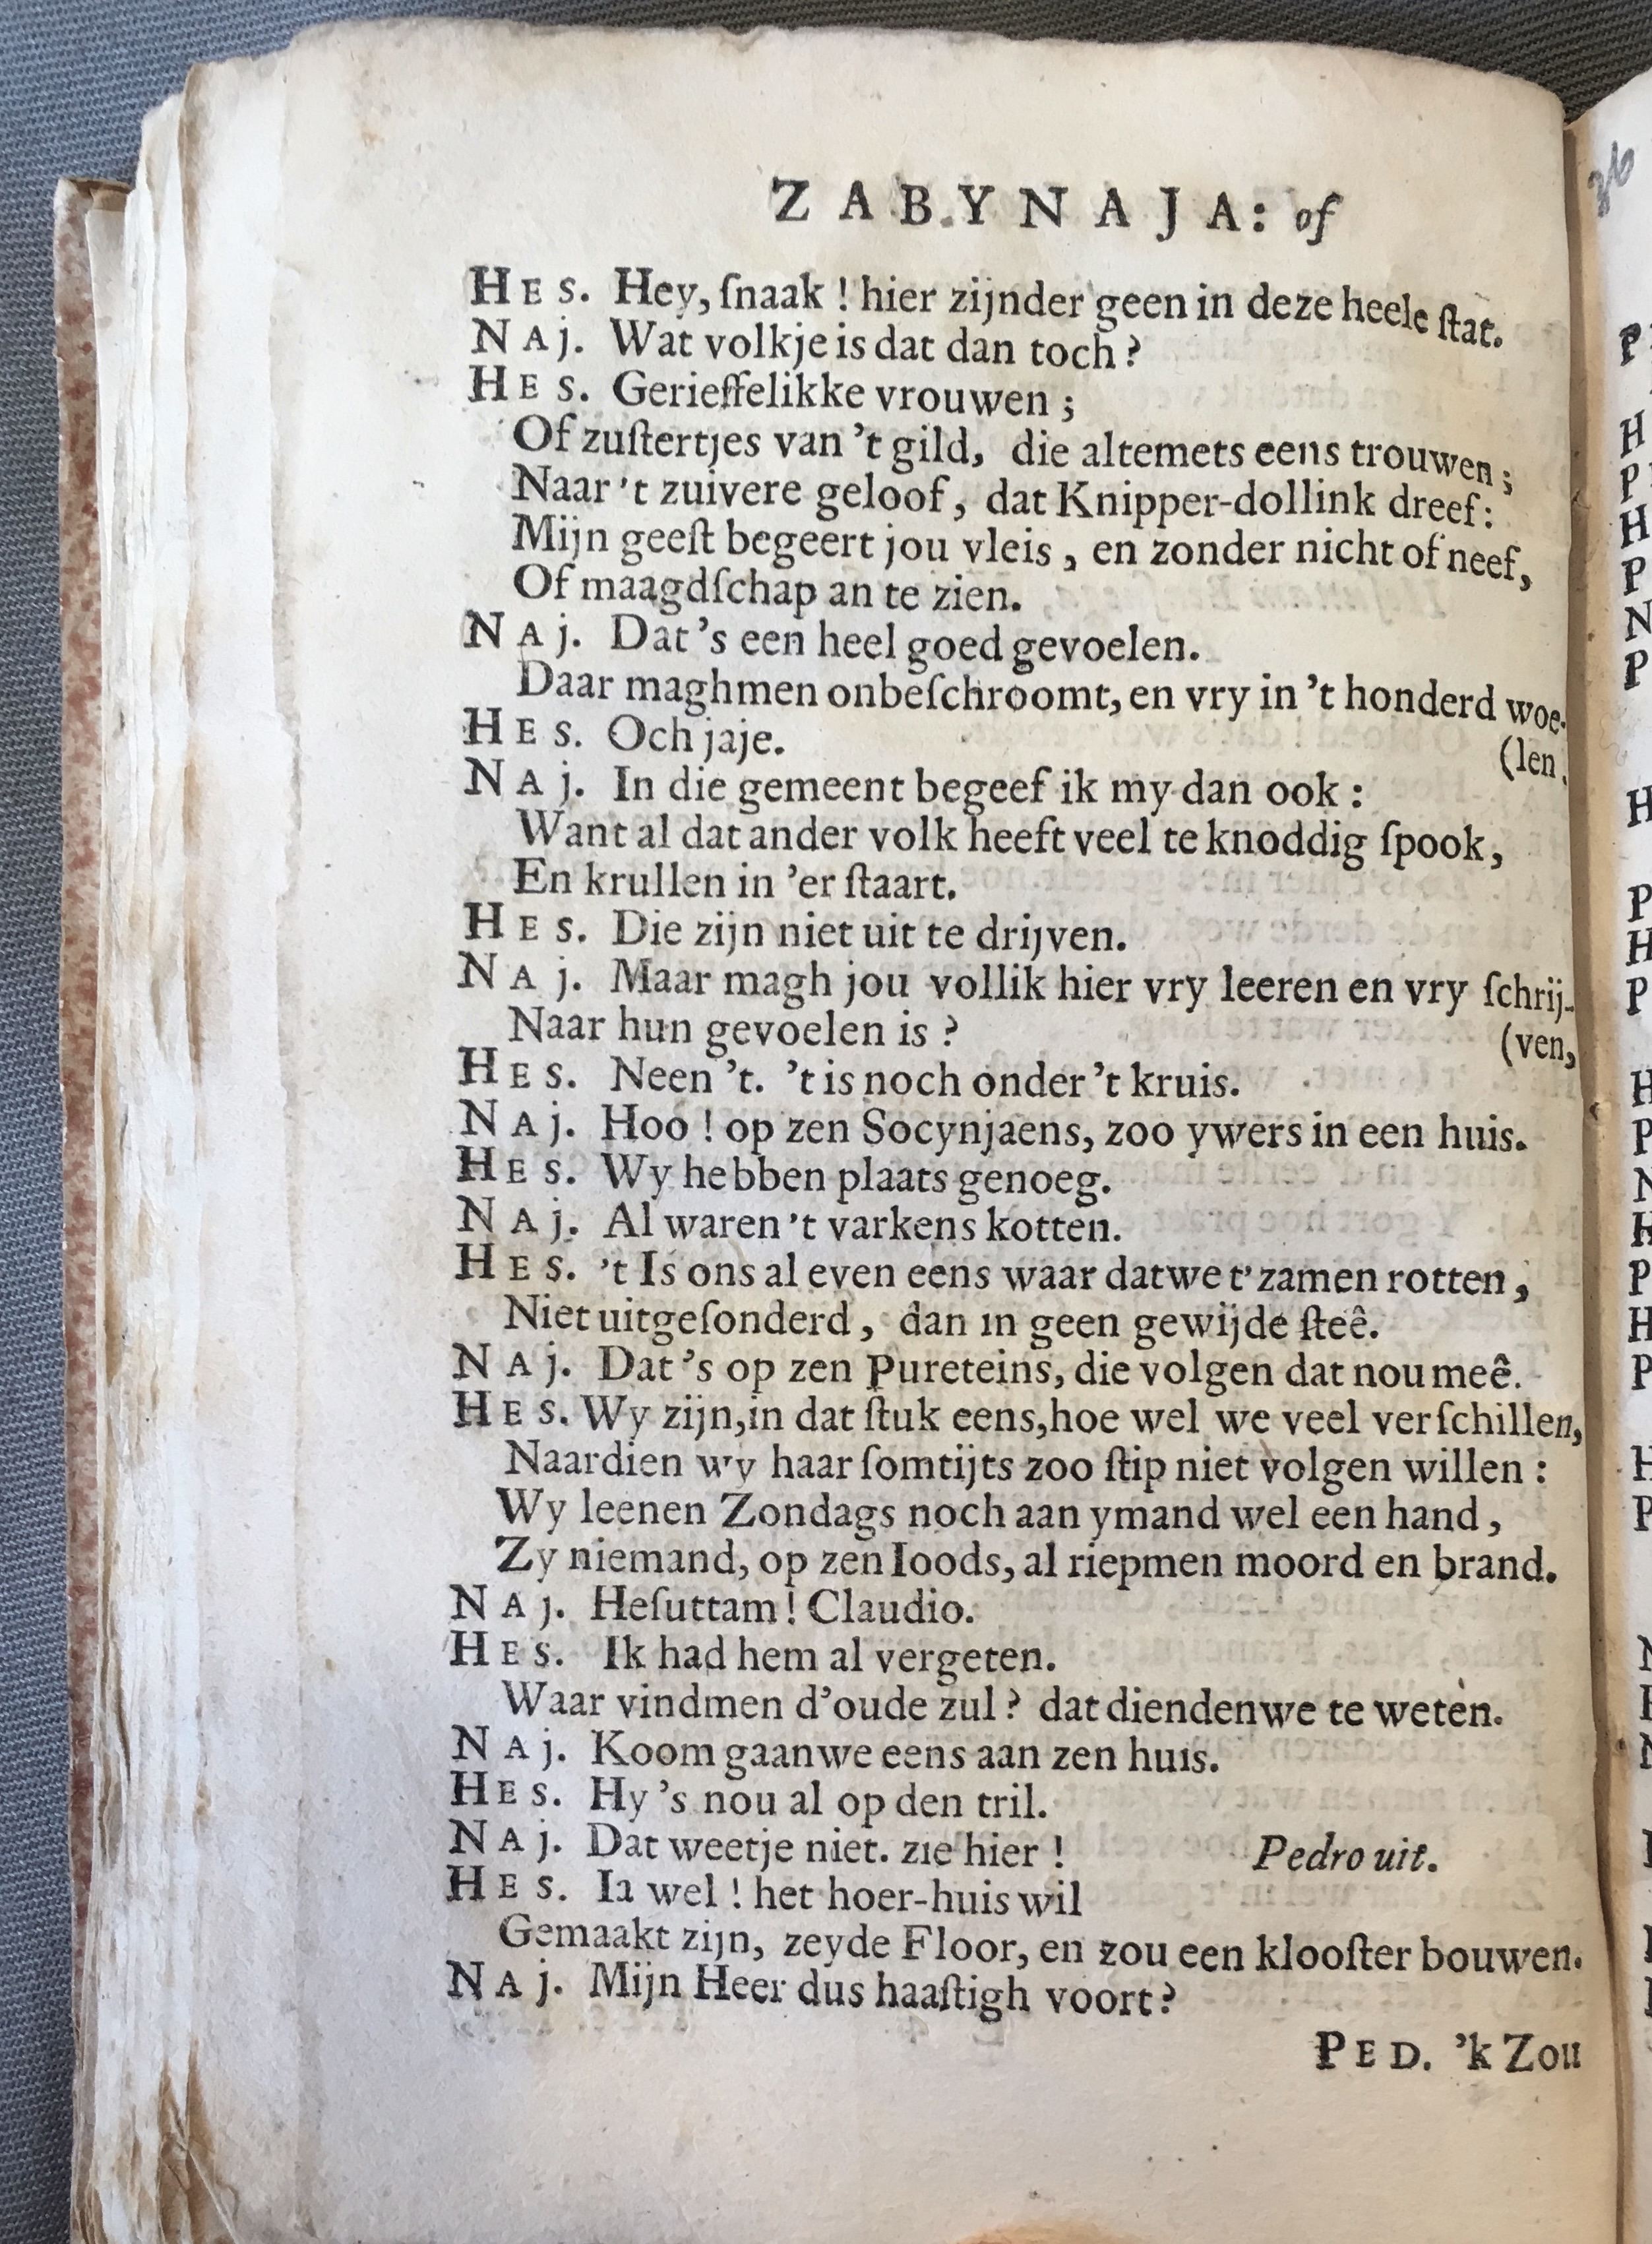 ZABYNAJA: of
HES. Hey, ſnaak ! hier zijnder geen in deze heele ſtat.
NAj. Wat volkje is dat dan toch ?
HES. Gerieffelikke vrouwen ;
Of zuſtertjes van 't gild, die altemets eens trouwen ;
Naar 't zuivere geloof, dat Knipper-dollink dreef:
Mijn geeſt begeert jou vleis , en zonder nicht of neef,
Of maagdſchap an te zien.
NAj. Dat's een heel goed gevoelen.
Daar maghmen onbeſchroomt, en vry in 't honderd woe-
HES. Och jaje. (len.
NAj. In die gemeent begeef ik my dan ook :
Want al dat ander volk heeft veel te knoddig ſpook,
En krullen in 'er ſtaart.
HES. Die zijn niet uit te drijven.
NAj. Maar magh jou vollik hier vry leeren en vry ſchrij-
Naar hun gevoelen is ? (ven,
HES. Neen 't. 't is noch onder 't kruis.
NAj. Hoo ! op zen Socynjaens, zoo ywers in een huis.
HES. Wy hebben plaats genoeg.
NAj. Al waren 't varkens kotten.
HES. 't Is ons al even eens waar datwe t'zamen rotten ,
Niet uitgeſonderd , dan in geen gewijde ſteê.
NAj. Dat's op zen Pureteins, die volgen dat nou meê.
HES. Wy zijn,in dat ſtuk eens,hoe wel we veel verſchillen,
Naardien wy haar ſomtijts zoo ſtip niet volgen willen :
Wy leenen Zondags noch aan ymand wel een hand ,
Zy niemand, op zen Ioods, al riepmen moord en brand.
NAj. Heſuttam ! Claudio.
HES. Ik had hem al vergeten.
Waar vindmen d'oude zul ? dat diendenwe te weten.
NAj. Koom gaanwe eens aan zen huis.
HES. Hy's nou al op den tril.
NAj. Dat weetje niet. zie hier ! Pedro uit.
HES. Ia wel ! het hoer-huis wil
Gemaakt zijn, zeyde Floor, en zou een klooſter bouwen.
NAj. Mijn Heer dus haaſtigh voort ?
PED. 'k Zou